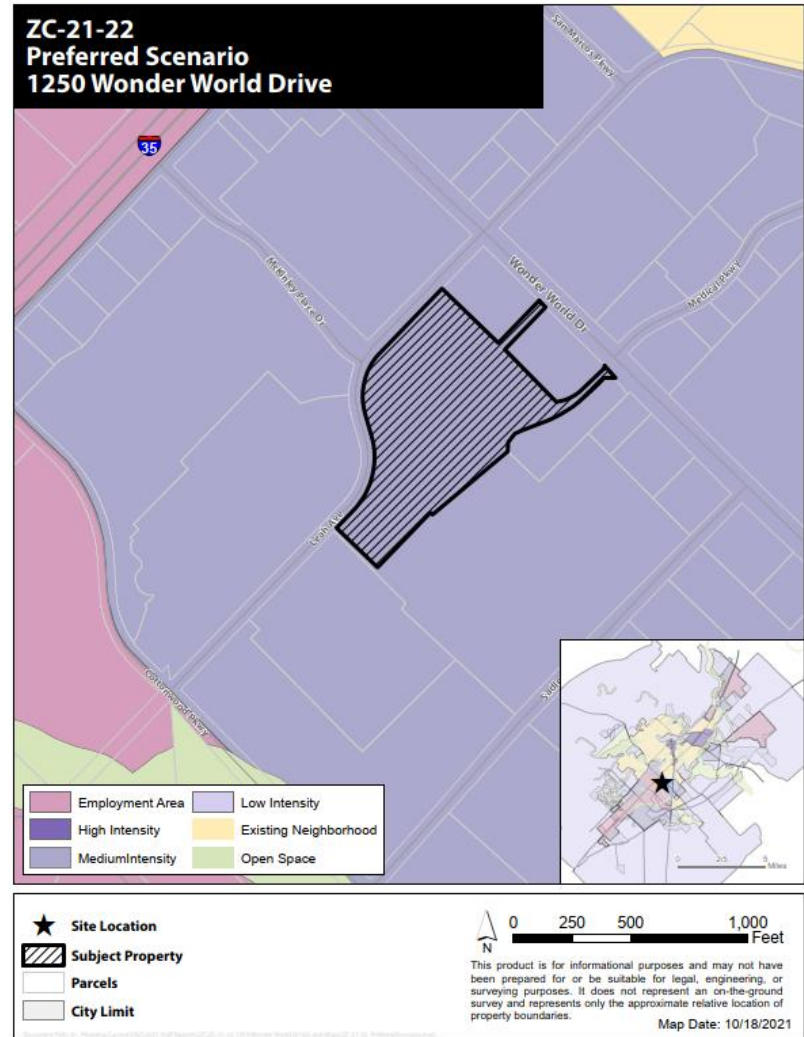 ZC-21-22
Preferred Scenario
1250 Wonder World Drive
San Marcos Pkwy
35
McKinley Place Dr
Wonder World Dr
Medical Pkwy
Leah Ave
Cottonwood Pkwy
Employment Area
High Intensity
MediumIntensity
Low Intensity
Existing Neighborhood
Open Space
0 2.5 5
Miles
Site Location
Subject Property
Parcels
City Limit
N
0 250 500 1,000
Feet
This product is for informational purposes and may not have
been prepared for or be suitable for legal, engineering, or
surveying purposes. It does not represent an on-the-ground
survey and represents only the approximate relative location of
property boundaries.
Map Date: 10/18/2021